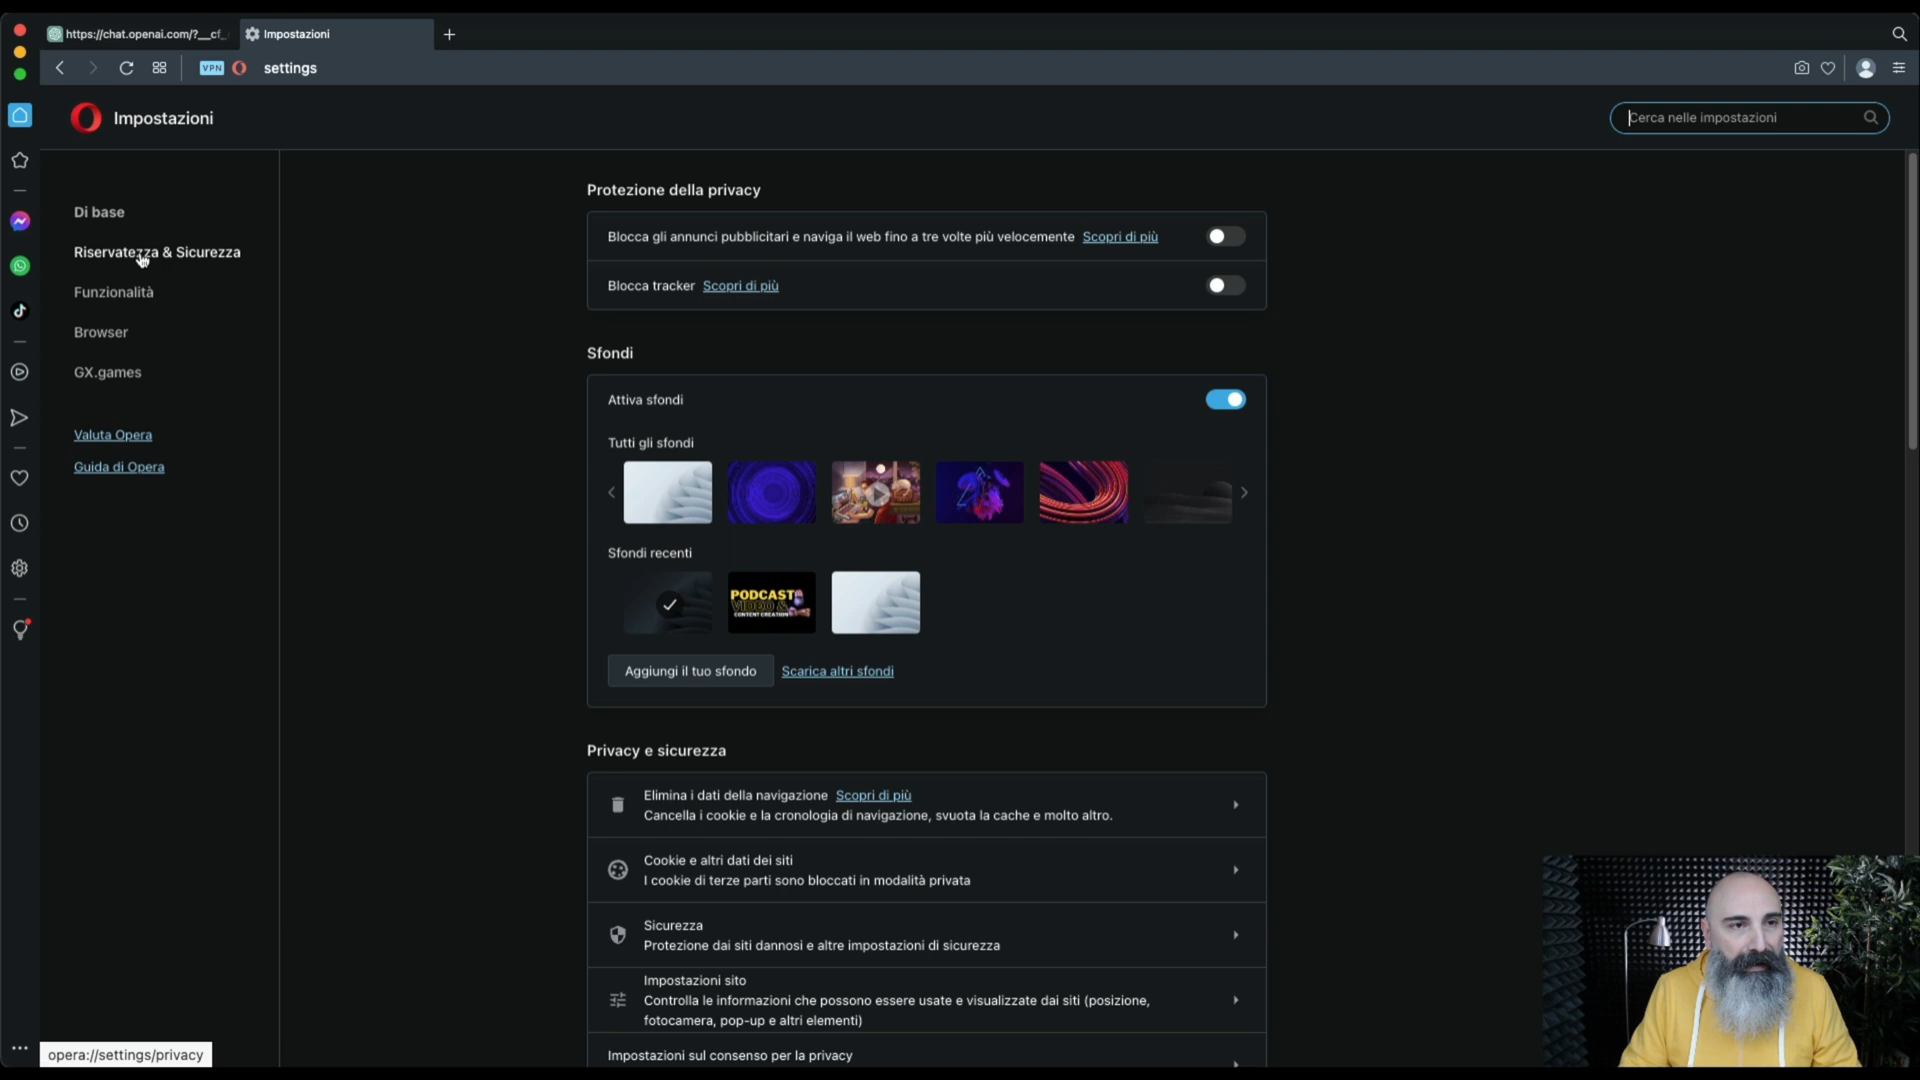 https://chat.openai.com/?__cf_
Impostazioni
VPN
settings
Impostazioni
Cerca nelle impostazioni
Di base
Riservatezza & Sicurezza
Funzionalità
Browser
GX.games
Valuta Opera
Guida di Opera
Protezione della privacy
Blocca gli annunci pubblicitari e naviga il web fino a tre volte più velocemente Scopri di più
Blocca tracker Scopri di più
Sfondi
Attiva sfondi
Tutti gli sfondi
Sfondi recenti
PODCAST
VIDEO &
CONTENT CREATION
Aggiungi il tuo sfondo
Scarica altri sfondi
Privacy e sicurezza
Elimina i dati della navigazione Scopri di più
Cancella i cookie e la cronologia di navigazione, svuota la cache e molto altro.
Cookie e altri dati dei siti
I cookie di terze parti sono bloccati in modalità privata
Sicurezza
Protezione dai siti dannosi e altre impostazioni di sicurezza
Impostazioni sito
Controlla le informazioni che possono essere usate e visualizzate dai siti (posizione,
fotocamera, pop-up e altri elementi)
Impostazioni sul consenso per la privacy
opera://settings/privacy